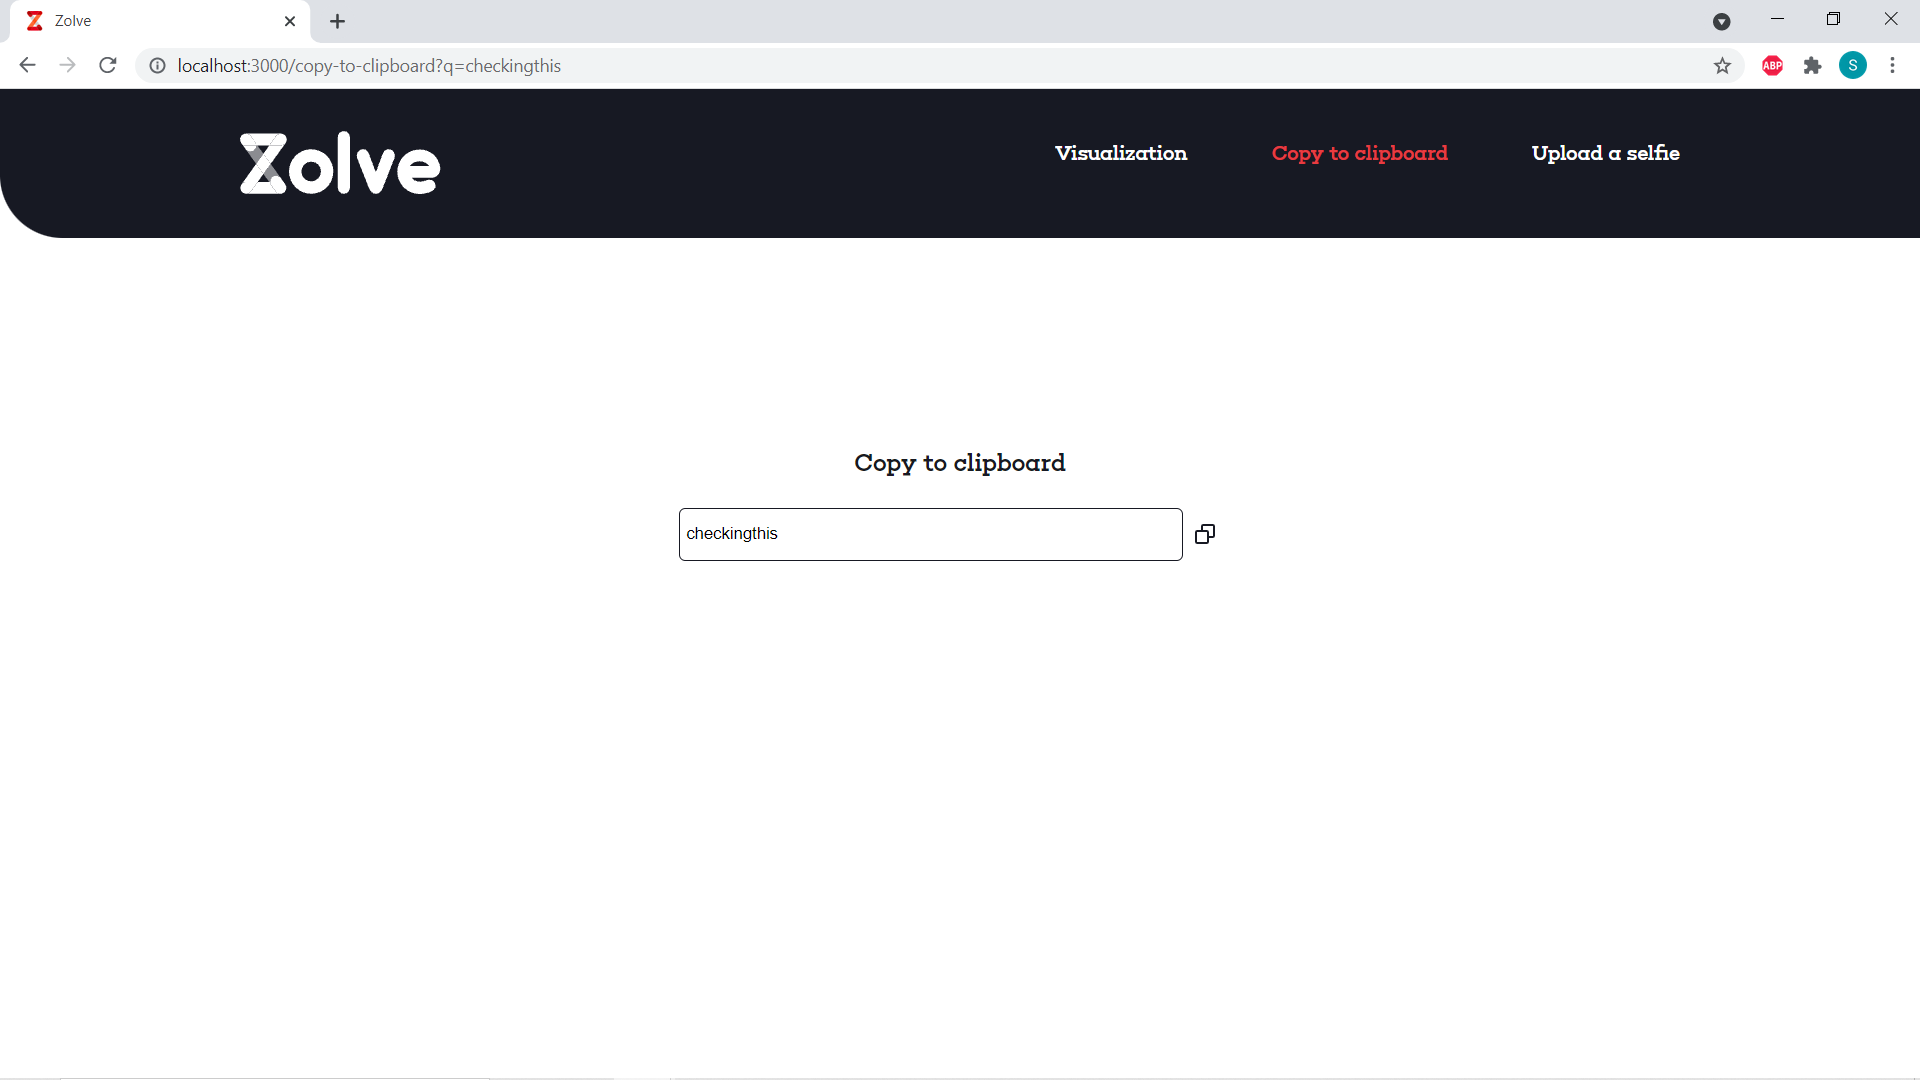 Zolve
localhost:3000/copy-to-clipboard?q=checkingthis
ABP
S
Zolve
Visualization
Copy to clipboard
Upload a selfie
Copy to clipboard
checkingthis